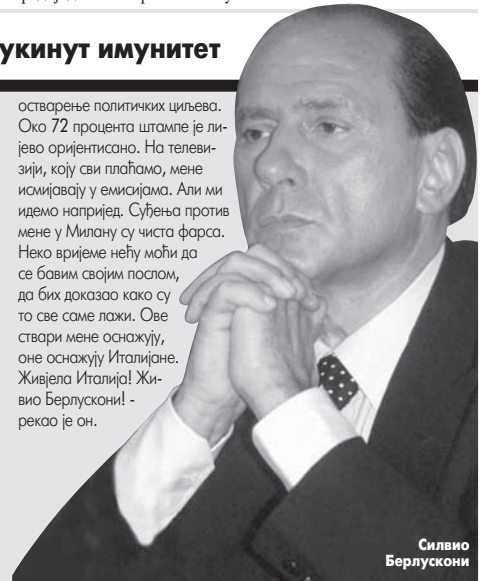 укинут имунитет
остварење политичких циљева.
Око 72 процента штампе је ли-
јево оријентисано. На телеви-
зији, коју сви плаћамо, мене
исмијавају у емисијама. Али ми
идемо напријед. Суђења против
мене у Милану су чиста фарса.
Неко вријеме нећу моћи да
се бавим својим послом,
да бих доказао како су
то све саме лажи. Ове
ствари мене оснажују,
оне оснажују Италијане.
Живјела Италија! Жи-
вио Берлускони! -
рекао је он.
Силвио
Берлускони